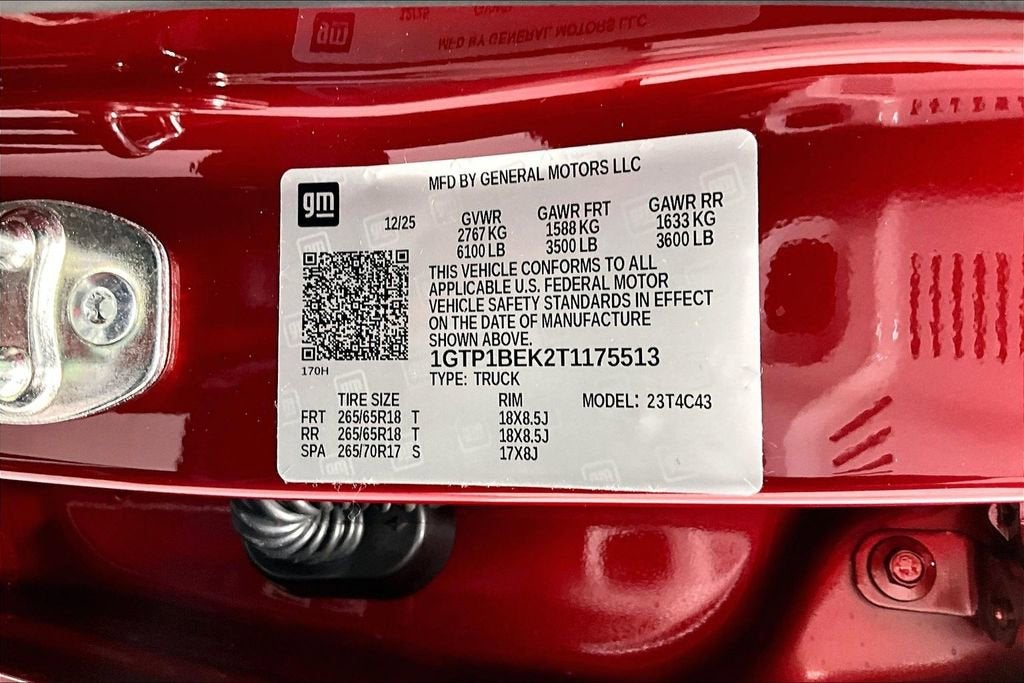 gm
MFD BY GENERAL MOTORS LLC
12/25
GVWR GAWR FRT GAWR RR
2767 KG 1588 KG 1633 KG
6100 LB 3500 LB 3600 LB
THIS VEHICLE CONFORMS TO ALL
APPLICABLE U.S. FEDERAL MOTOR
VEHICLE SAFETY STANDARDS IN EFFECT
ON THE DATE OF MANUFACTURE
SHOWN ABOVE.
1GTP1BEK2T1175513
170H
TYPE: TRUCK
TIRE SIZE RIM MODEL: 23T4C43
FRT 265/65R18 T 18X8.5J
RR 265/65R18 T 18X8.5J
SPA 265/70R17 S 17X8J